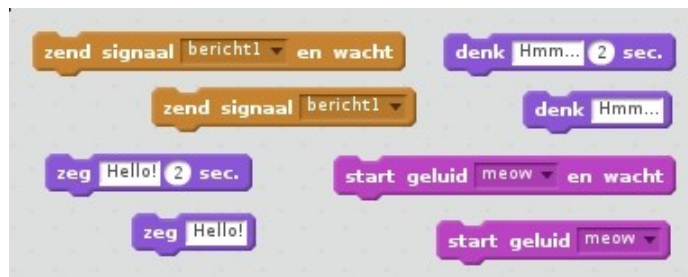 zend signaal bericht1 en wacht
denk Hmm... 2 sec.
zend signaal bericht1
denk Hmm...
zeg Hello! 2 sec.
start geluid meow en wacht
zeg Hello!
start geluid meow